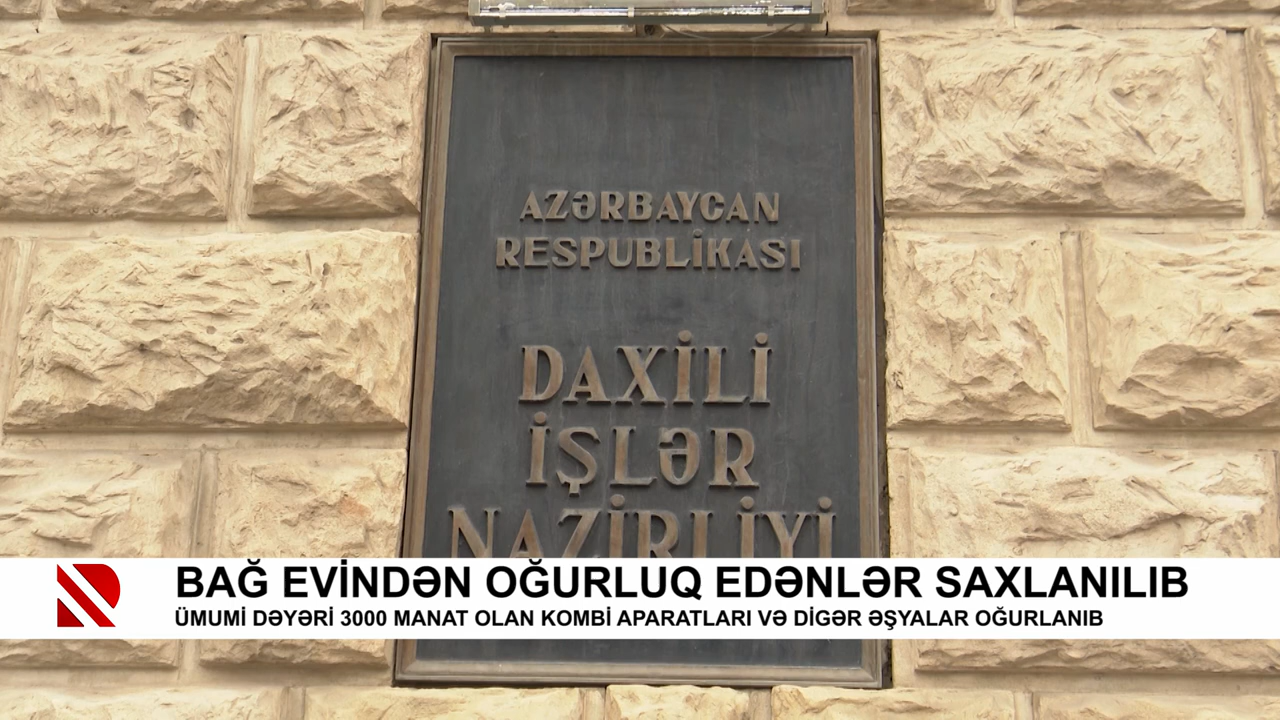 AZƏRBAYCAN
RESPUBLİKASI
DAXİLİ
İŞLƏR
NAZİRLİYİ
BAĞ EVİNDƏN OĞURLUQ EDƏNLƏR SAXLANILIB
ÜMUMİ DƏYƏRİ 3000 MANAT OLAN KOMBİ APARATLARI VƏ DİGƏR ƏŞYALAR OĞURLANIB